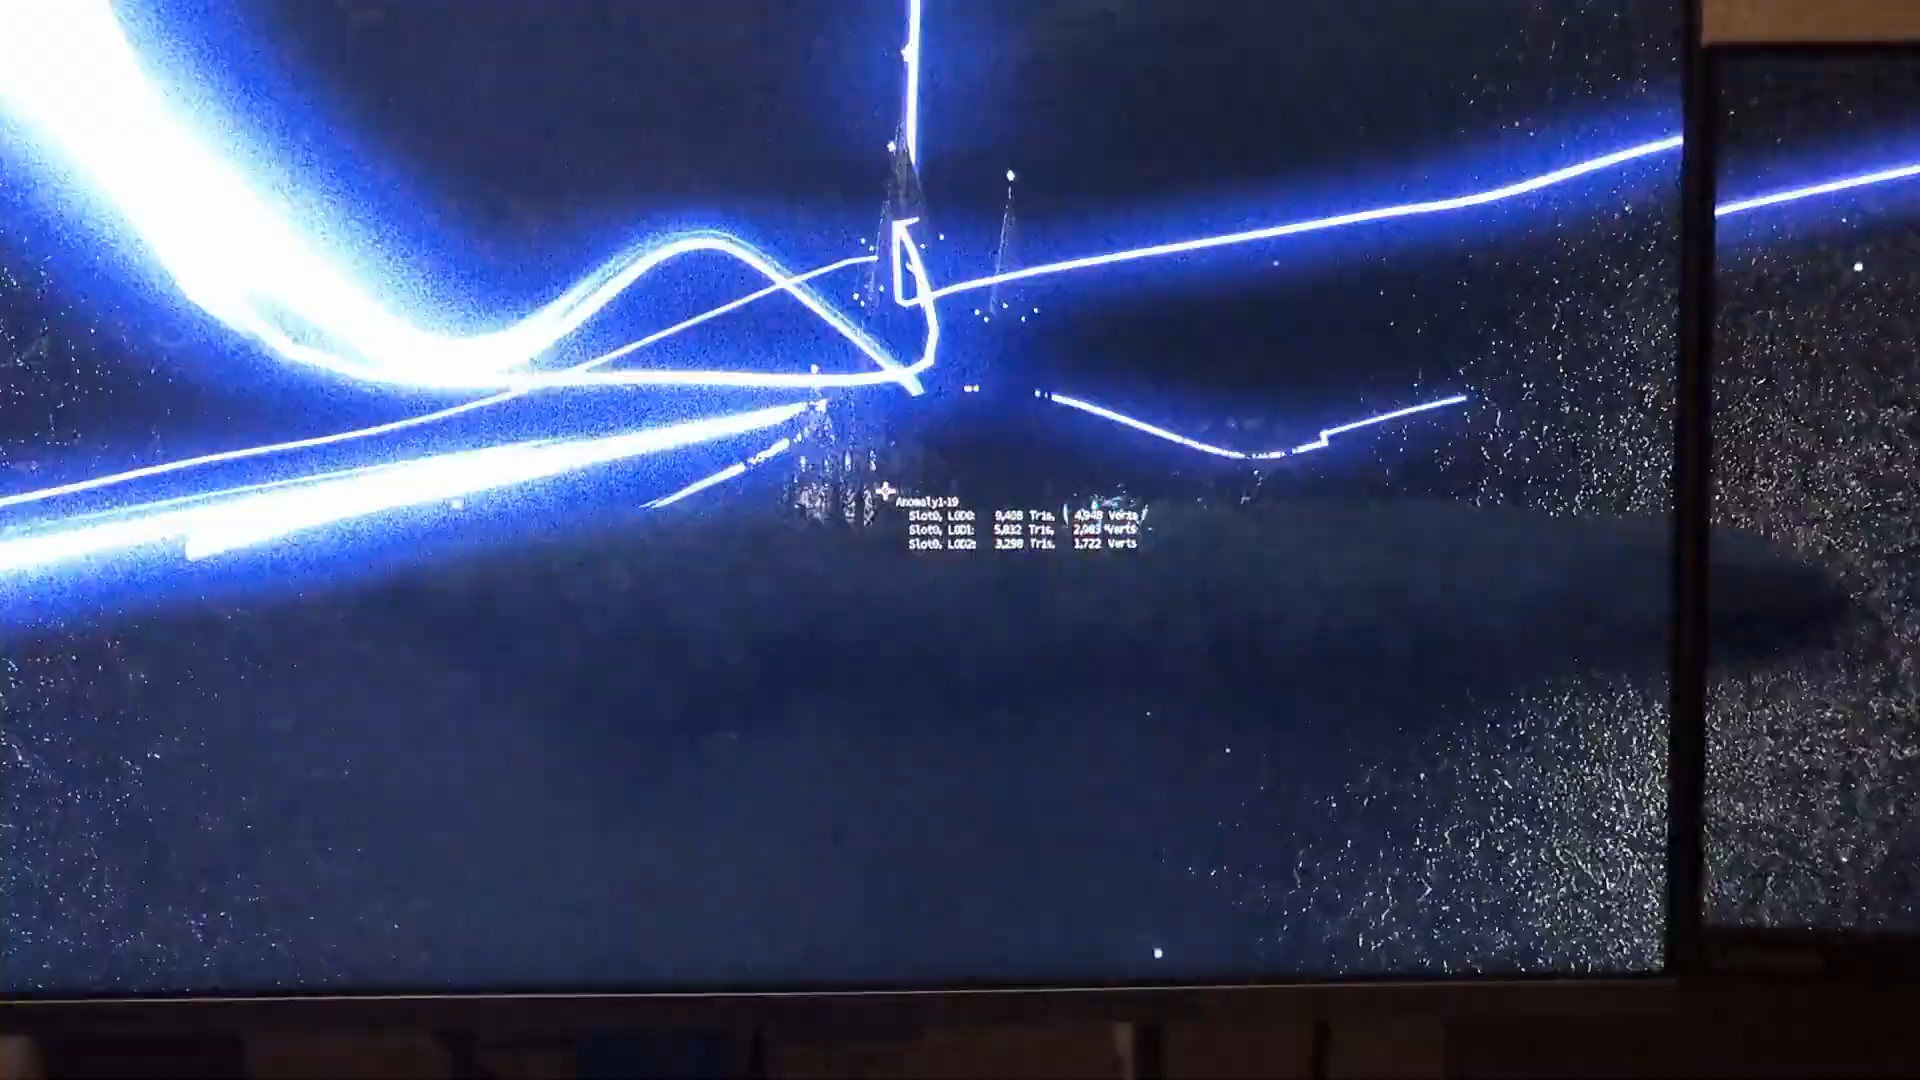 Anomaly1-19
Slot0, LOD0: 9,408 Tris, 4,948 Verts
Slot0, LOD1: 5,832 Tris, 2,983 Verts
Slot0, LOD2: 3,298 Tris, 1,722 Verts